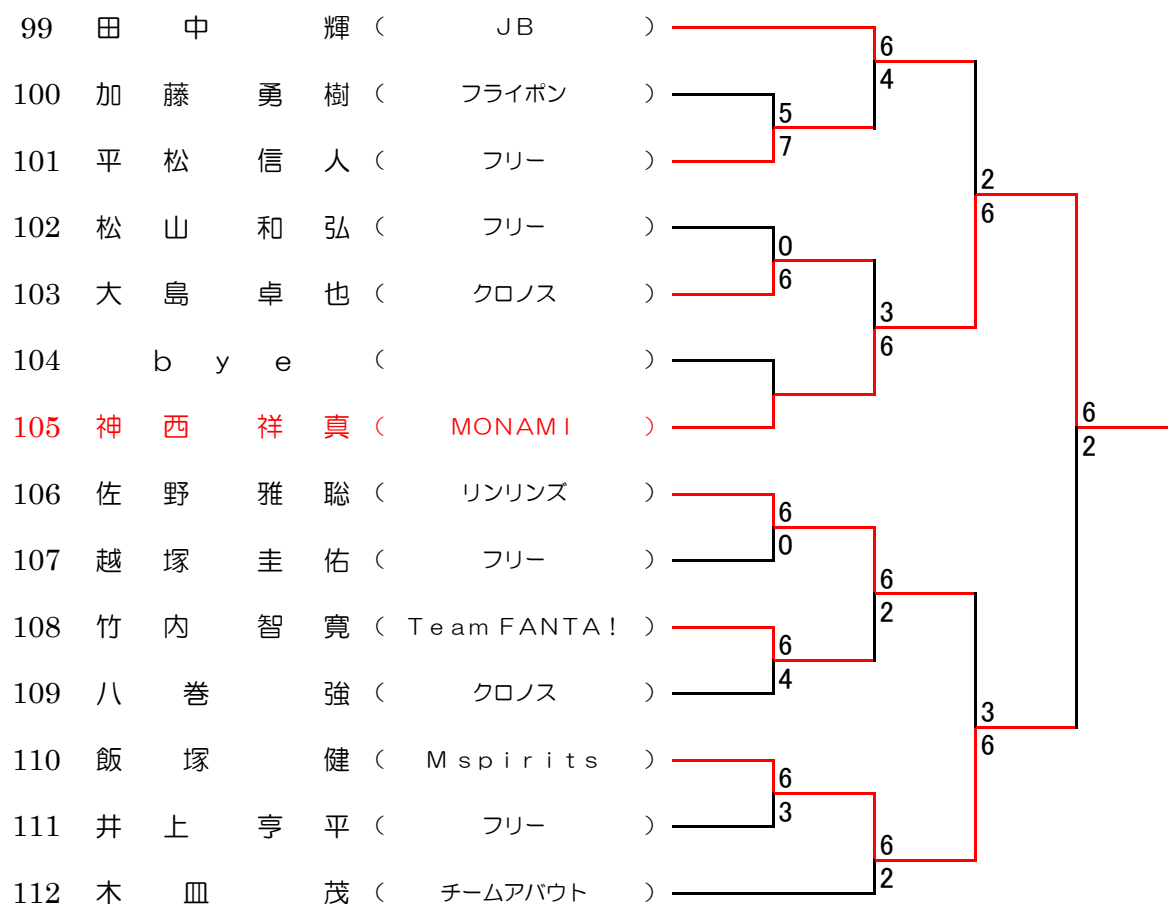 99 田中 輝 ( JB )
6
4
100 加藤 勇樹 ( フライポン )
5
7
101 平松 信人 ( フリー )
2
6
102 松山 和弘 ( フリー )
0
6
103 大島 卓也 ( クロノス )
3
6
104 bye ( )
105 神西 祥真 ( MONAMI )
6
2
106 佐野 雅聡 ( リンリンズ )
6
0
107 越塚 圭佑 ( フリー )
6
2
108 竹内 智寛 ( Team FANTA! )
6
4
109 八巻 強 ( クロノス )
3
6
110 飯塚 健 ( Mspirits )
6
3
111 井上 亨平 ( フリー )
6
2
112 木皿 茂 ( チームアバウト )